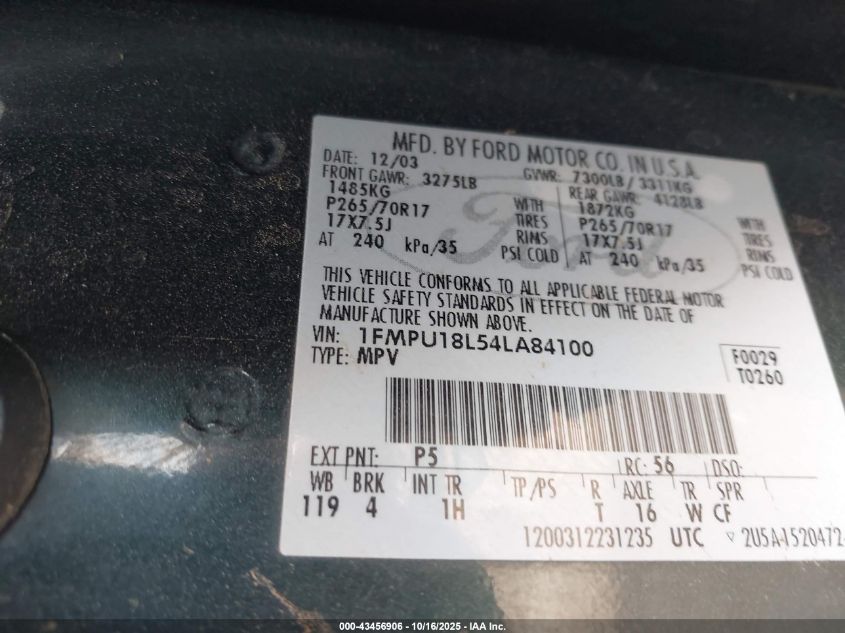 MFD. BY FORD MOTOR CO. IN U.S.A.
DATE: 12/03 GVWR: 7300LB / 3311KG
FRONT GAWR: 3275LB REAR GAWR: 4128LB
1485KG WITH 1872KG WITH
P265/70R17 TIRES P265/70R17 TIRES
17X7.5J RIMS 17X7.5J RIMS
AT 240 kPa/35 PSI COLD AT 240 kPa/35 PSI COLD
Ford
THIS VEHICLE CONFORMS TO ALL APPLICABLE FEDERAL MOTOR
VEHICLE SAFETY STANDARDS IN EFFECT ON THE DATE OF
MANUFACTURE SHOWN ABOVE.
VIN: 1FMPU18L54LA84100
TYPE: MPV
F0029
T0260
EXT PNT: P5 RC: 56 DSO:
WB BRK INT TR TP/PS R AXLE TR SPR
119 4 1H T 16 W CF
1200312231235 UTC 2U5A-1520472-
000-43456906 - 10/16/2025 - IAA Inc.